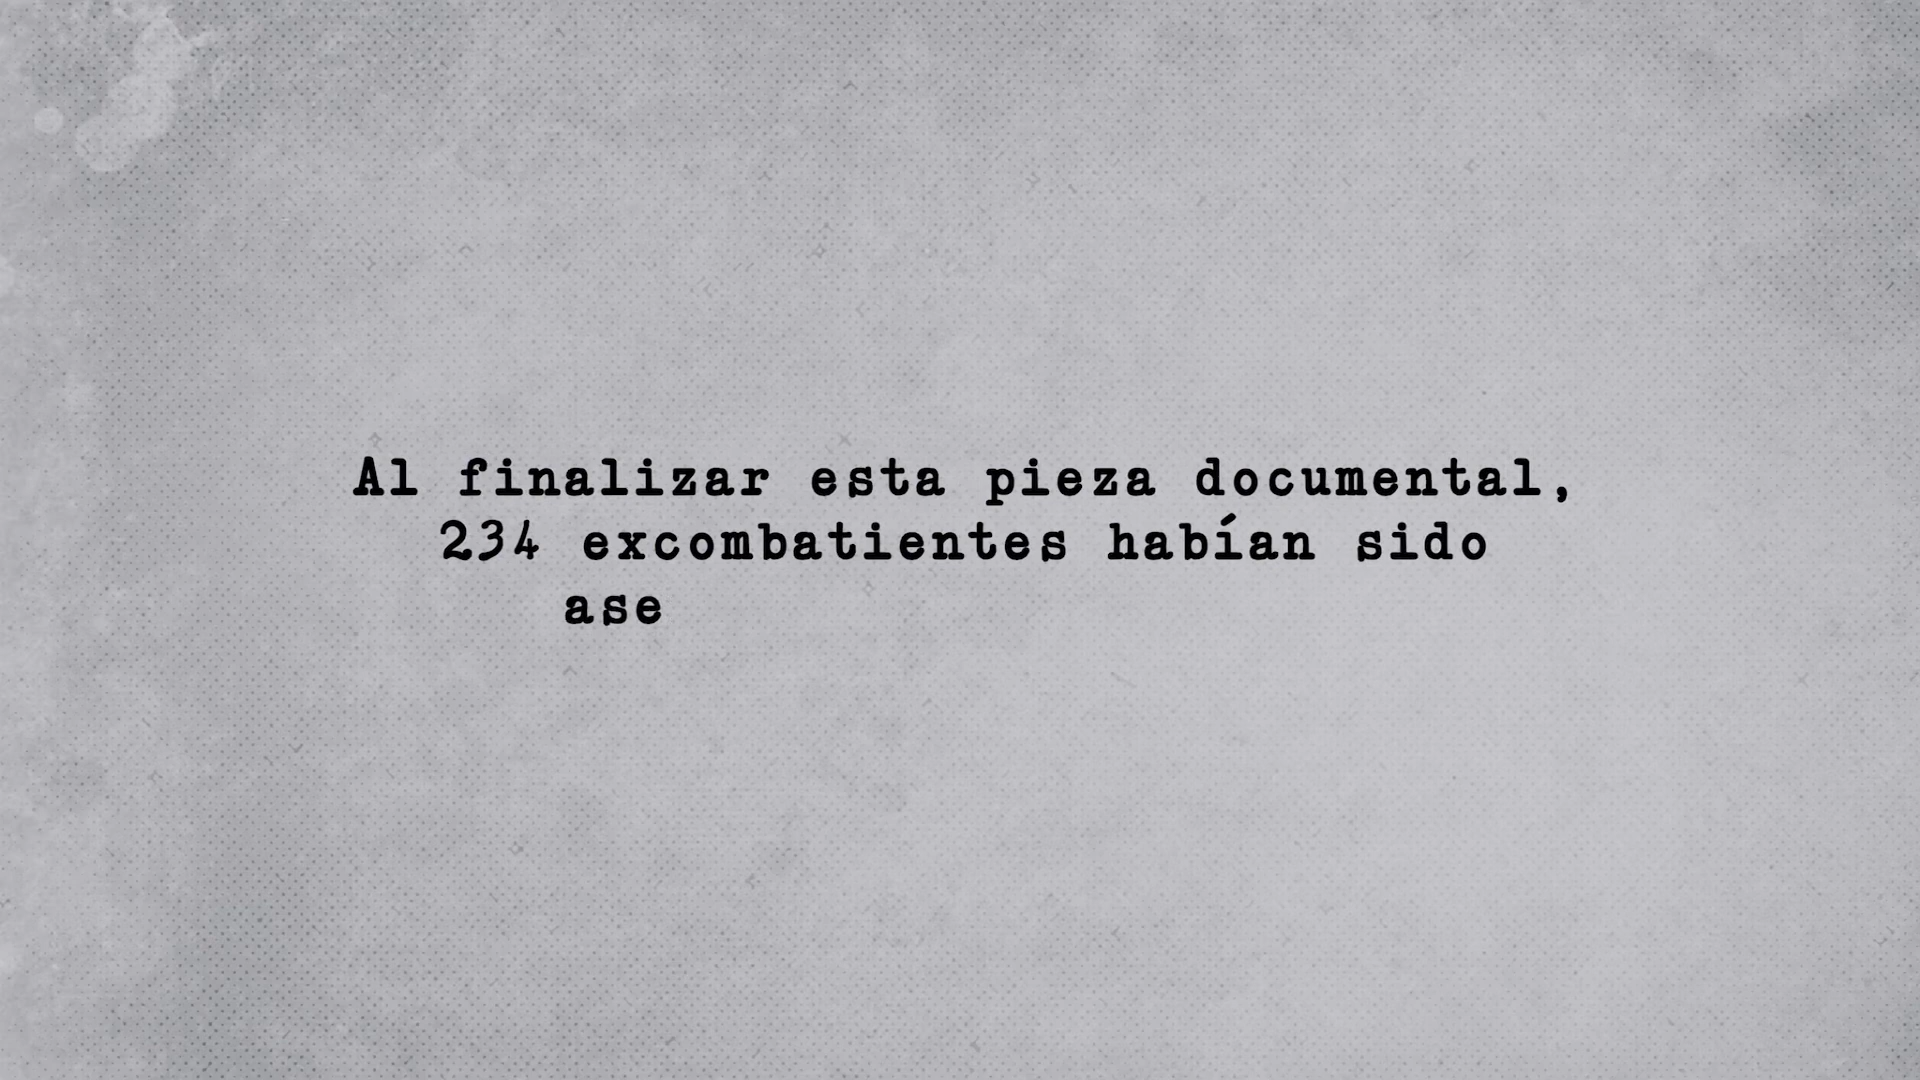 Al finalizar esta pieza documental,
234 excombatientes habían sido
ase